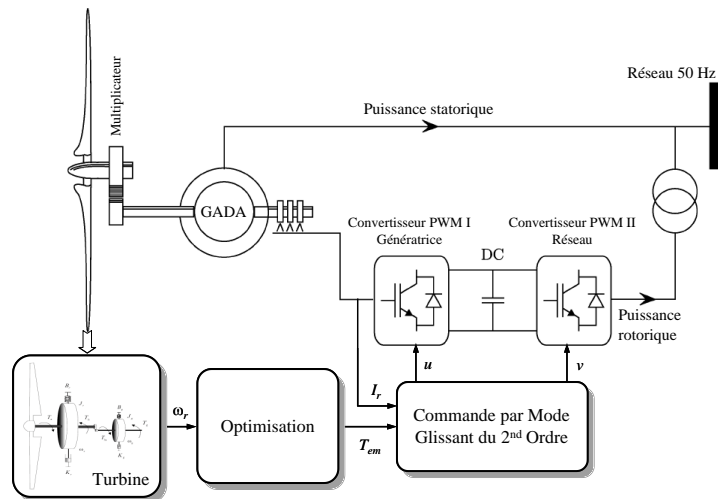 Réseau 50 Hz
Multiplicateur
Puissance statorique
GADA
Convertisseur PWM I
Génératrice
DC
Convertisseur PWM II
Réseau
Puissance
rotorique
u
v
I_r
ω_r
Optimisation
T_em
Commande par Mode
Glissant du 2nd Ordre
Turbine